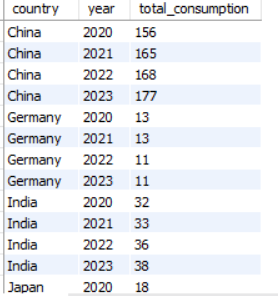 country year total_consumption
China 2020 156
China 2021 165
China 2022 168
China 2023 177
Germany 2020 13
Germany 2021 13
Germany 2022 11
Germany 2023 11
India 2020 32
India 2021 33
India 2022 36
India 2023 38
Japan 2020 18